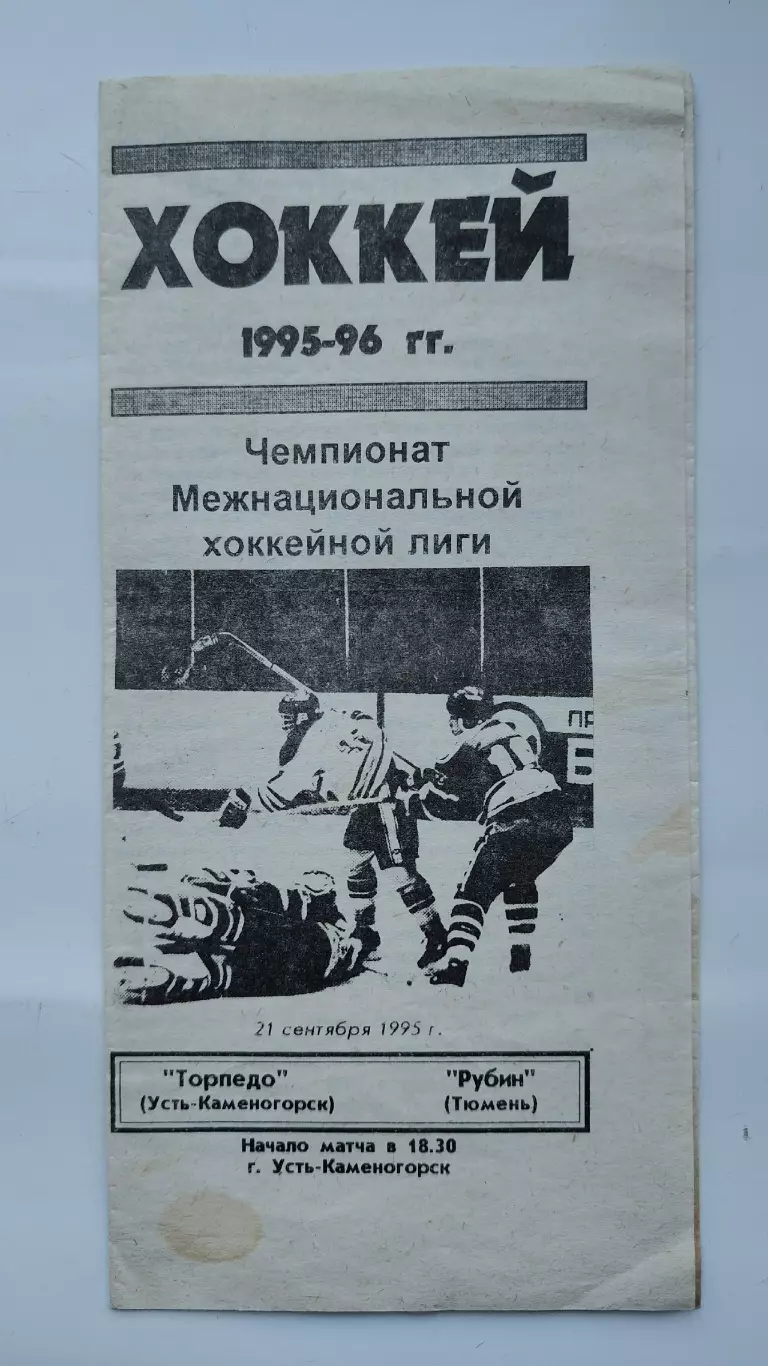 ХОККЕЙ
1995-96 гг.
Чемпионат
Межнациональной
хоккейной лиги
ПР
Б
21 сентября 1995 г.
"Торпедо" "Рубин"
(Усть-Каменогорск) (Тюмень)
Начало матча в 18.30
г. Усть-Каменогорск